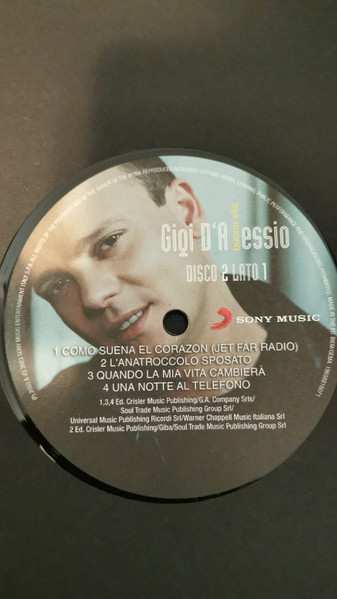 Gigi D'Alessio
DISCO 2 LATO 1
SONY MUSIC
1 COMO SUENA EL CORAZON (JET FAR RADIO)
2 L'ANATROCCOLO SPOSATO
3 QUANDO LA MIA VITA CAMBIERÀ
4 UNA NOTTE AL TELEFONO
1,3,4 Ed. Crisler Music Publishing/G.A. Company Srls/
Soul Trade Music Publishing Group Srl/
Universal Music Publishing Ricordi Srl/Warner Chappell Music Italiana Srl
2 Ed. Crisler Music Publishing/Giba/Soul Trade Music Publishing Group Srl